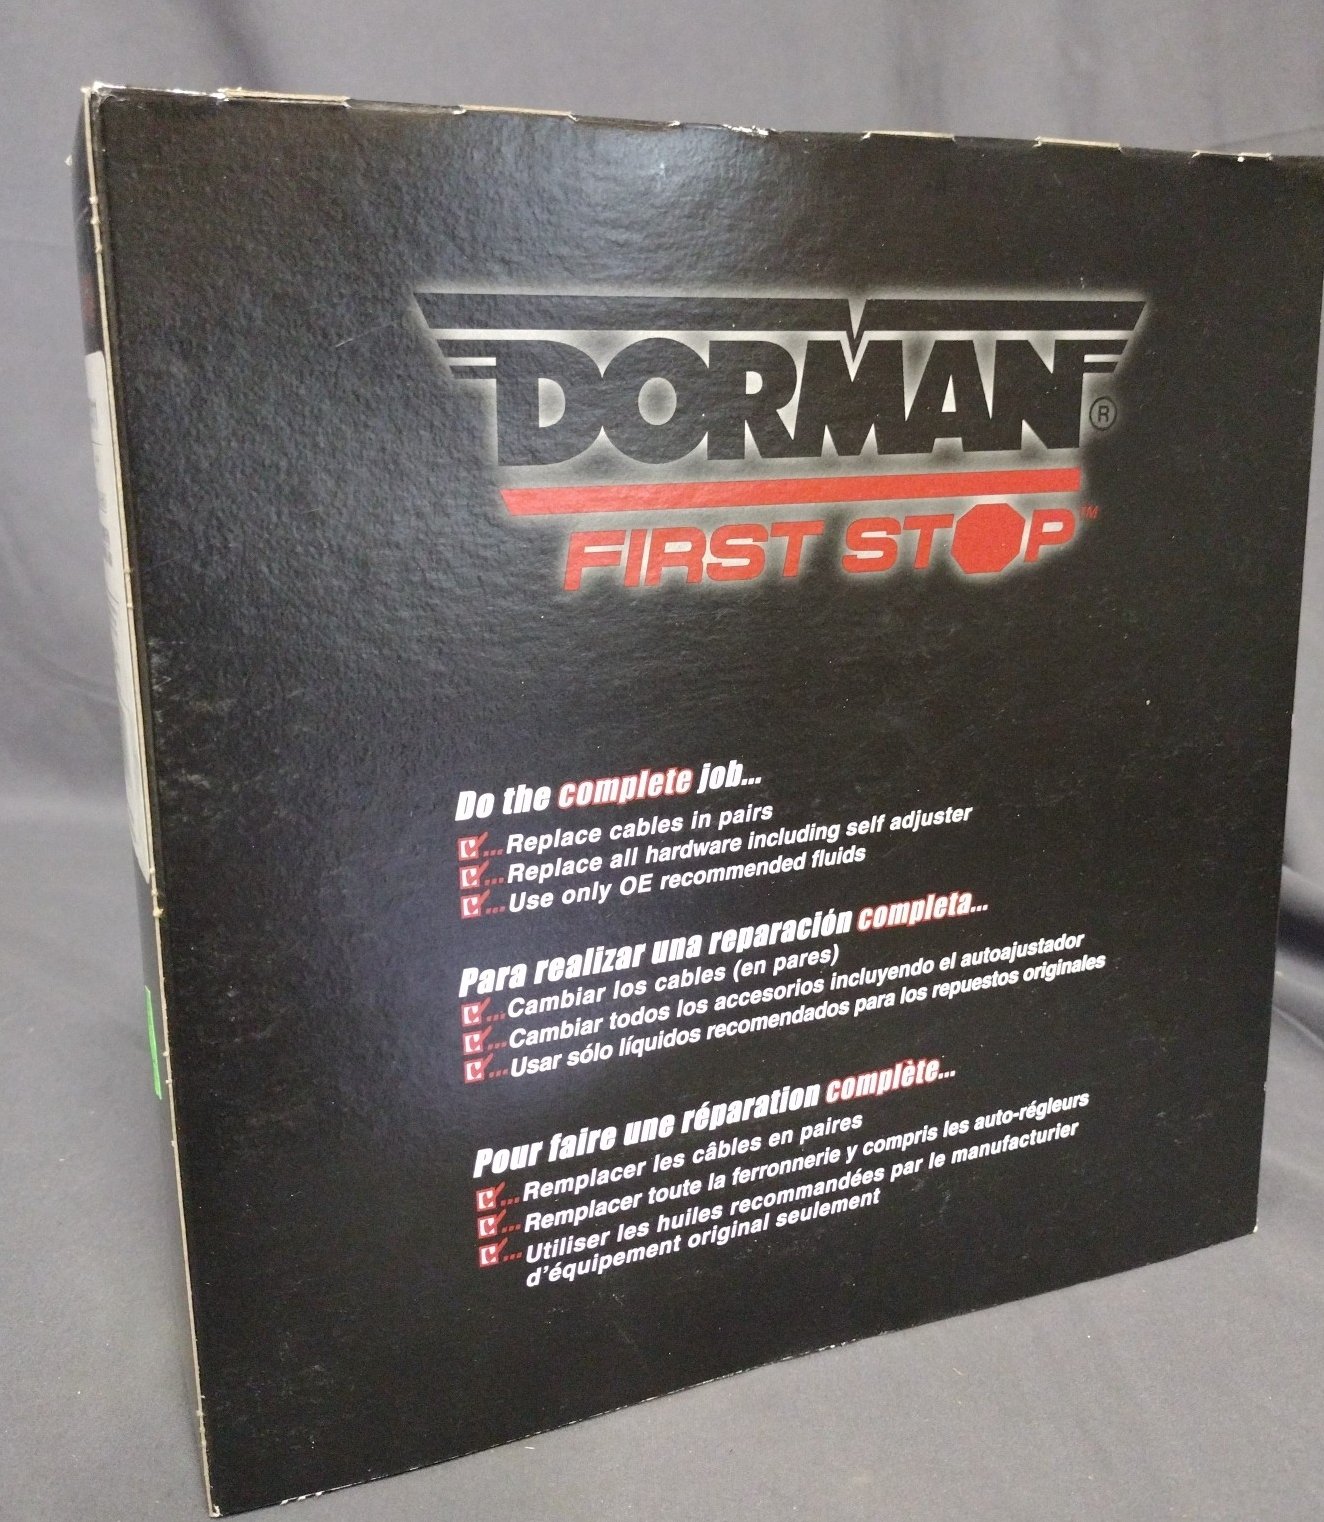 DORMAN®
FIRST STOP™
Do the complete job...
...Replace cables in pairs
...Replace all hardware including self adjuster
...Use only OE recommended fluids
Para realizar una reparación completa...
...Cambiar los cables (en pares)
...Cambiar todos los accesorios incluyendo el autoajustador
...Usar sólo líquidos recomendados para los repuestos originales
Pour faire une réparation complète...
...Remplacer les câbles en paires
...Remplacer toute la ferronnerie y compris les auto-régleurs
...Utiliser les huiles recommandées par le manufacturier
d'équipement original seulement